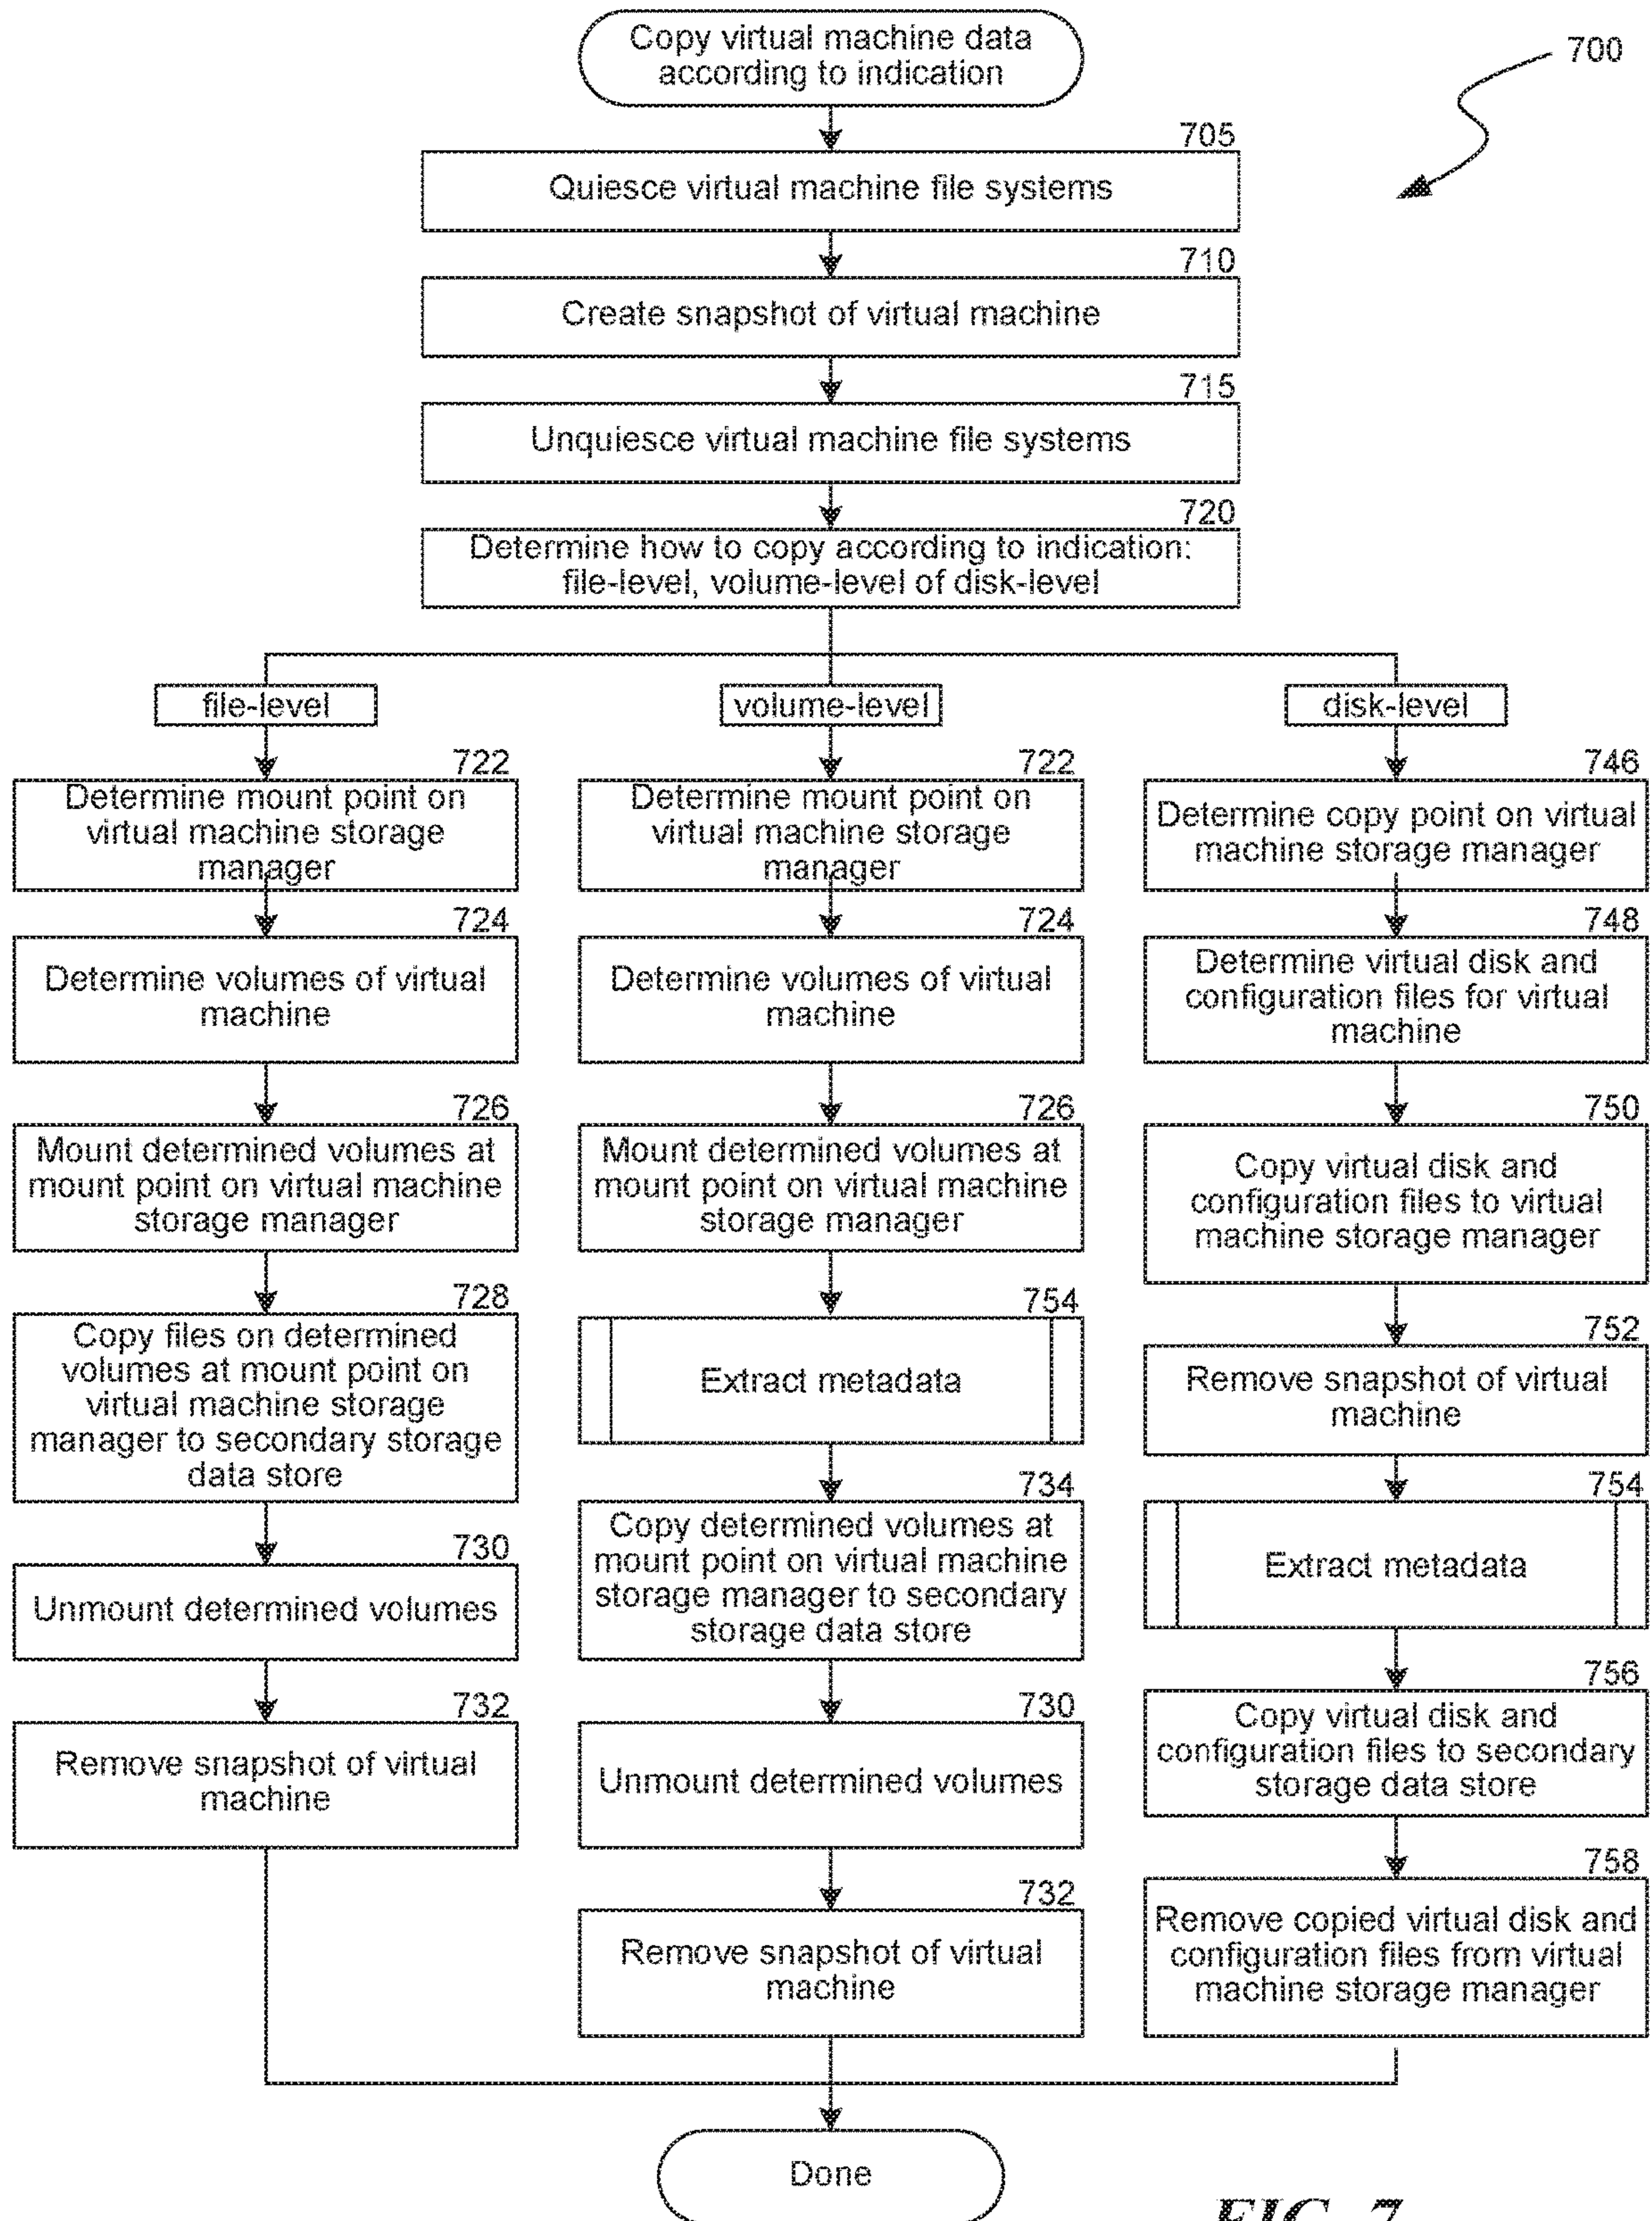 Copy virtual machine data
according to indication
700
705
Quiesce virtual machine file systems
710
Create snapshot of virtual machine
715
Unquiesce virtual machine file systems
720
Determine how to copy according to indication:
file-level, volume-level of disk-level
file-level
722
Determine mount point on
virtual machine storage
manager
724
Determine volumes of virtual
machine
726
Mount determined volumes at
mount point on virtual machine
storage manager
728
Copy files on determined
volumes at mount point on
virtual machine storage
manager to secondary storage
data store
730
Unmount determined volumes
732
Remove snapshot of virtual
machine
volume-level
722
Determine mount point on
virtual machine storage
manager
724
Determine volumes of virtual
machine
726
Mount determined volumes at
mount point on virtual machine
storage manager
754
Extract metadata
734
Copy determined volumes at
mount point on virtual machine
storage manager to secondary
storage data store
730
Unmount determined volumes
732
Remove snapshot of virtual
machine
disk-level
746
Determine copy point on virtual
machine storage manager
748
Determine virtual disk and
configuration files for virtual
machine
750
Copy virtual disk and
configuration files to virtual
machine storage manager
752
Remove snapshot of virtual
machine
754
Extract metadata
756
Copy virtual disk and
configuration files to secondary
storage data store
758
Remove copied virtual disk and
configuration files from virtual
machine storage manager
Done
FIG. 7